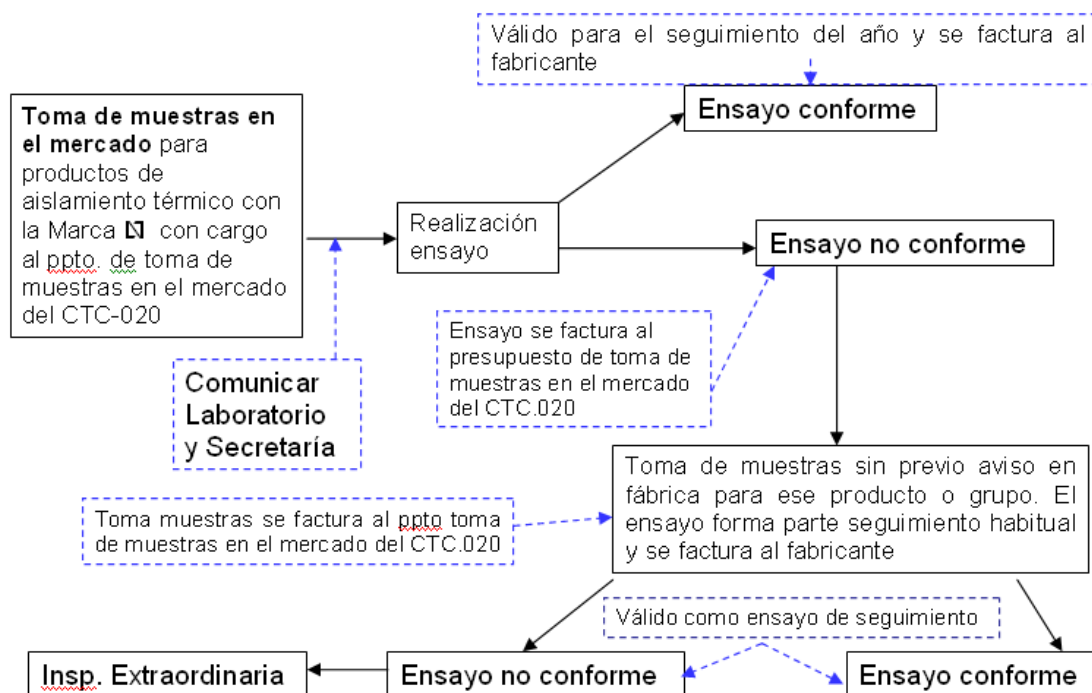 Válido para el seguimiento del año y se factura al
fabricante
Toma de muestras en
el mercado para
productos de
aislamiento térmico con
la Marca N con cargo
al ppto. de toma de
muestras en el mercado
del CTC-020
Ensayo conforme
Realización
ensayo
Ensayo no conforme
Ensayo se factura al
presupuesto de toma de
muestras en el mercado
del CTC.020
Comunicar
Laboratorio
y Secretaría
Toma de muestras sin previo aviso en
fábrica para ese producto o grupo. El
ensayo forma parte seguimiento habitual
y se factura al fabricante
Toma muestras se factura al ppto toma
de muestras en el mercado del CTC.020
Válido como ensayo de seguimiento
Insp. Extraordinaria
Ensayo no conforme
Ensayo conforme